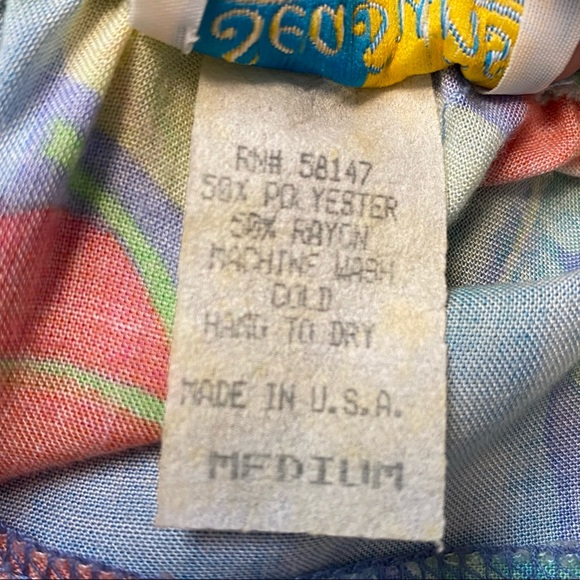 RN# 58147
50% POLYESTER
50% RAYON
MACHINE WASH
COLD
HANG TO DRY
MADE IN U.S.A.
MEDIUM